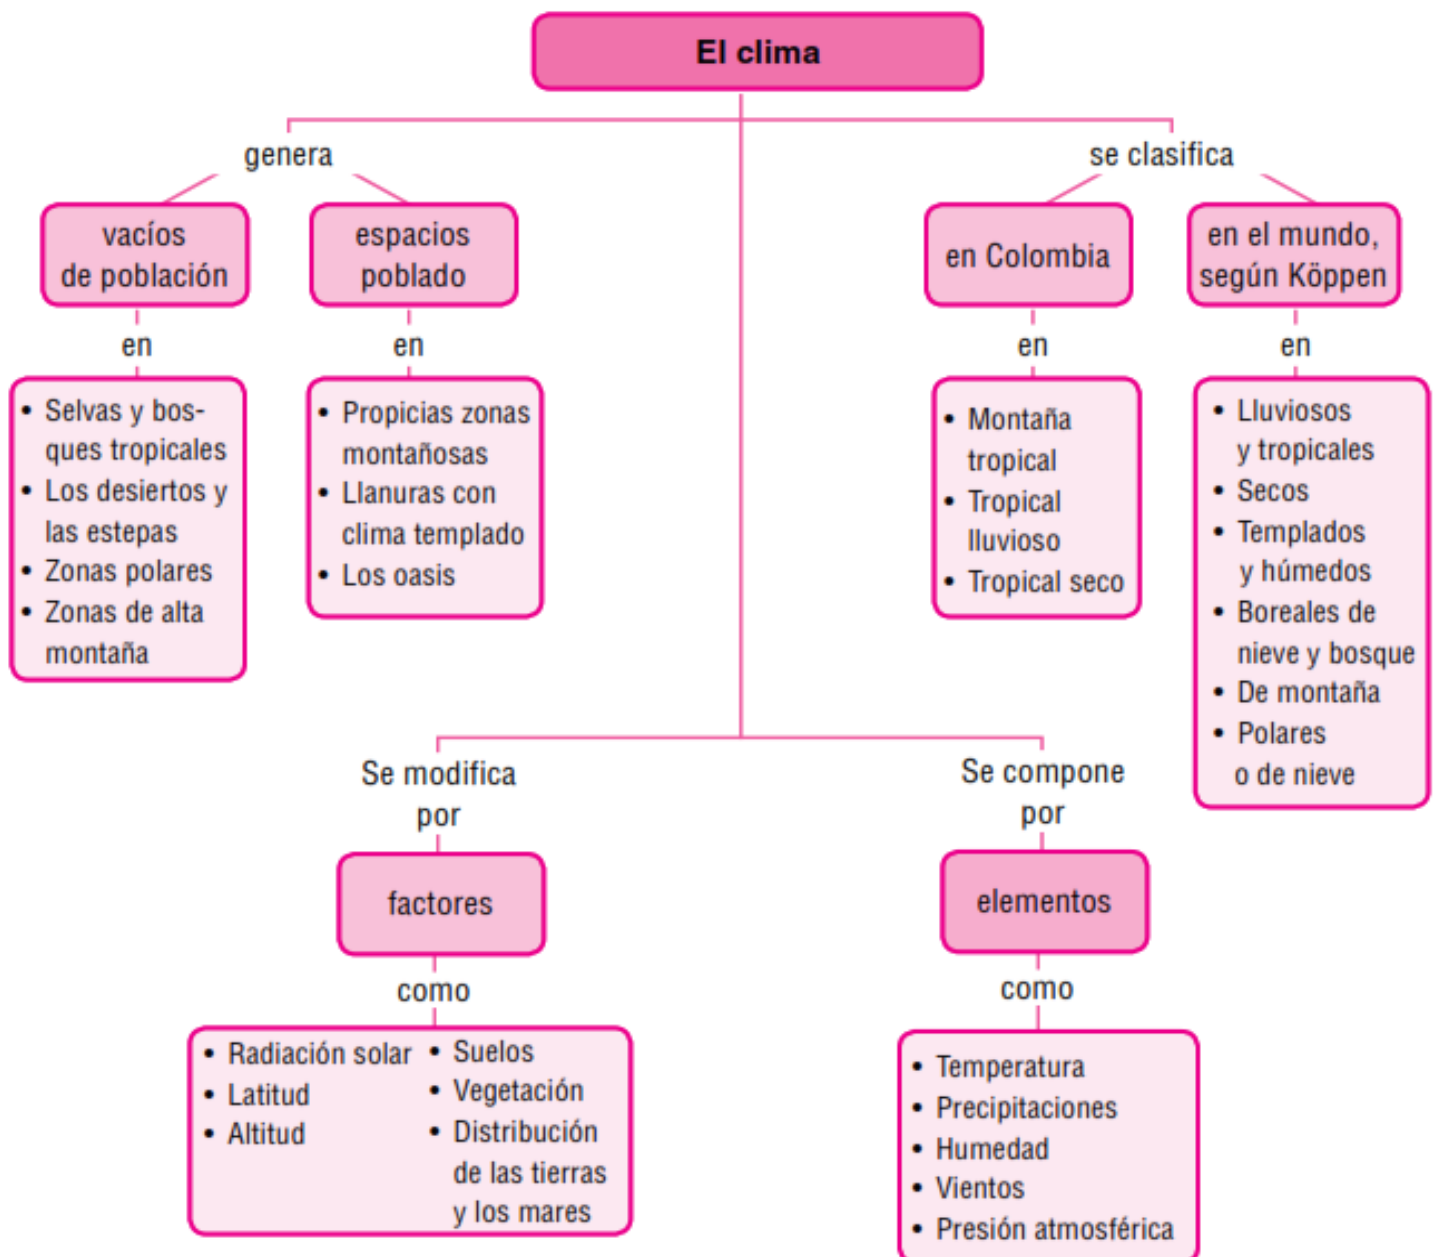 El clima
genera
vacíos
de población
en
• Selvas y bos-
ques tropicales
• Los desiertos y
las estepas
• Zonas polares
• Zonas de alta
montaña
espacios
poblado
en
• Propicias zonas
montañosas
• Llanuras con
clima templado
• Los oasis
se clasifica
en Colombia
en
• Montaña
tropical
• Tropical
lluvioso
• Tropical seco
en el mundo,
según Köppen
en
• Lluviosos
y tropicales
• Secos
• Templados
y húmedos
• Boreales de
nieve y bosque
• De montaña
• Polares
o de nieve
Se modifica
por
factores
como
• Radiación solar
• Latitud
• Altitud
• Suelos
• Vegetación
• Distribución
de las tierras
y los mares
Se compone
por
elementos
como
• Temperatura
• Precipitaciones
• Humedad
• Vientos
• Presión atmosférica